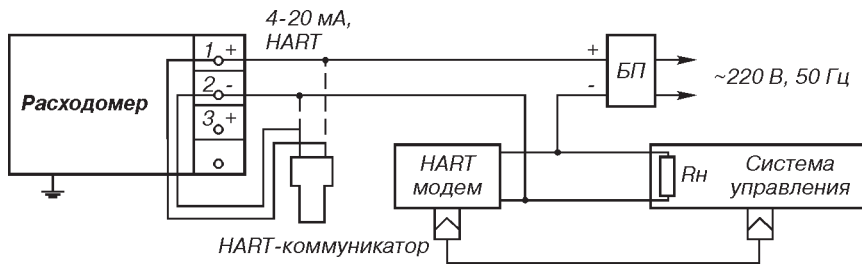 4-20 мА,
HART
1 +
2 -
3 +
Расходомер
+
-
БП
~220 В, 50 Гц
HART
модем
Rн
Система
управления
HART-коммуникатор